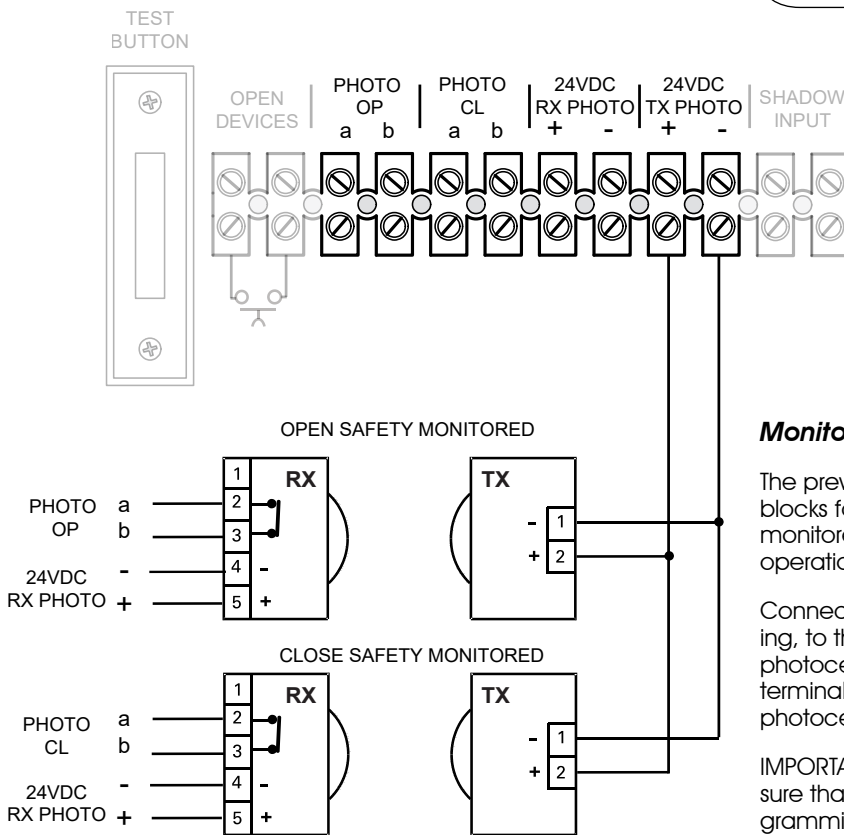 TEST
BUTTON
OPEN
DEVICES
PHOTO
OP
a b
PHOTO
CL
a b
24VDC
RX PHOTO
+ -
24VDC
TX PHOTO
+ -
SHADOW
INPUT
OPEN SAFETY MONITORED
PHOTO
OP
a
b
24VDC
RX PHOTO
-
+
1
2
3
4 -
5 +
RX
TX
- 1
+ 2
CLOSE SAFETY MONITORED
PHOTO
CL
a
b
24VDC
RX PHOTO
-
+
1
2
3
4 -
5 +
RX
TX
- 1
+ 2
Monito
The prev
blocks fo
monitore
operatio
Connec
ing, to th
photoce
terminal
photoce
IMPORTA
sure tha
grammi